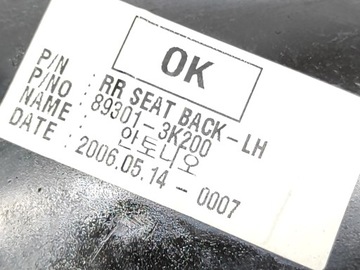 OK
P/N : RR SEAT BACK-LH
P/NO : 89301-3K200
NAME : 안토니오
DATE : 2006.05.14-0007